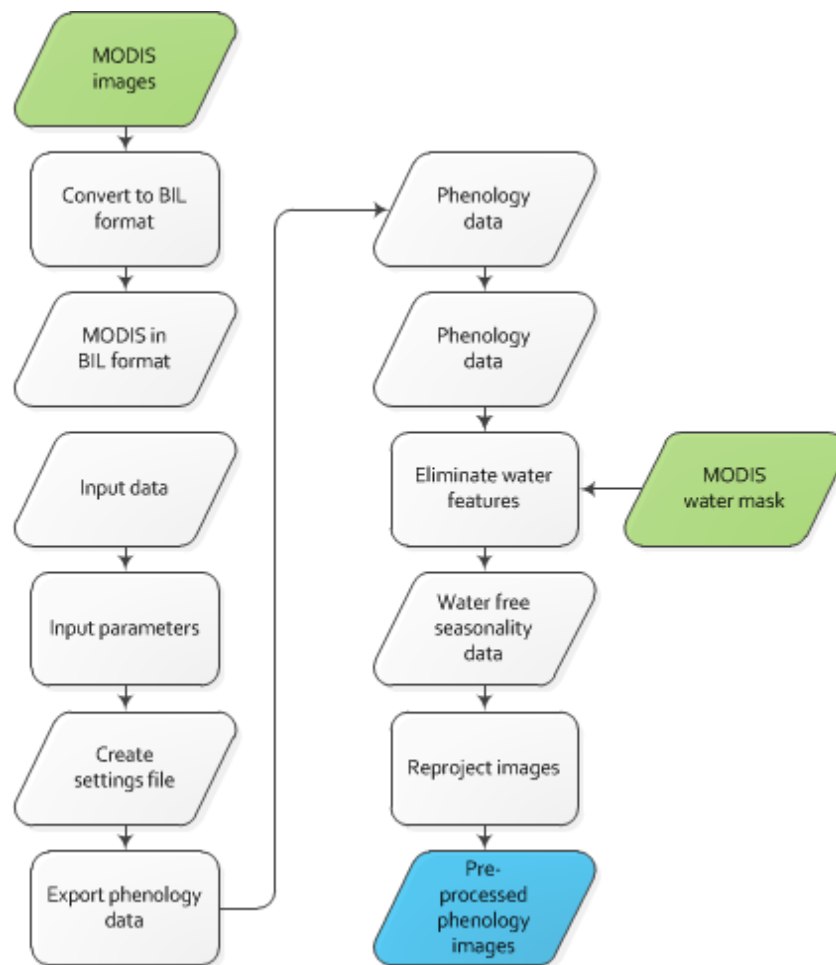 MODIS
images
Convert to BIL
format
MODIS in
BIL format
Input data
Input parameters
Create
settings file
Export phenology
data
Phenology
data
Phenology
data
Eliminate water
features
MODIS
water mask
Water free
seasonality
data
Reproject images
Pre-
processed
phenology
images